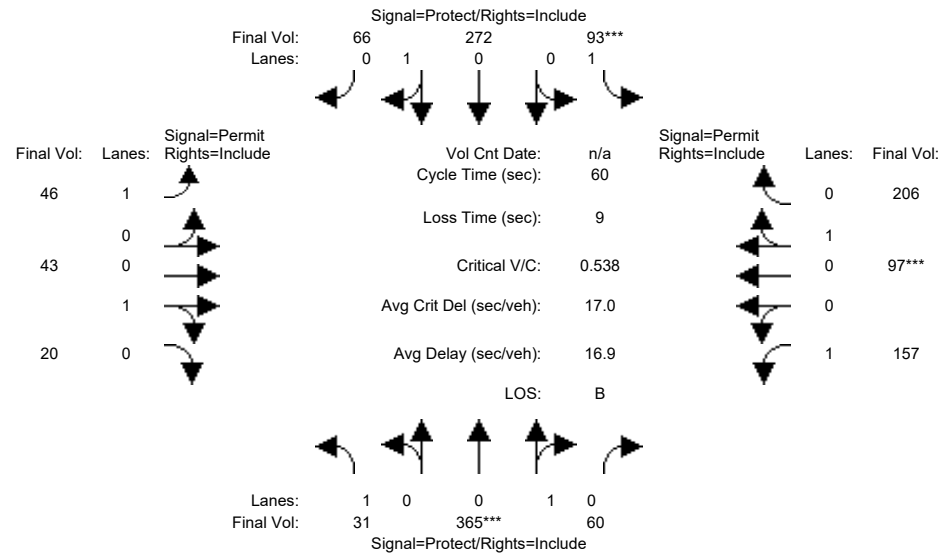 Signal=Protect/Rights=Include
Final Vol: 66 272 93***
Lanes: 0 1 0 0 1
Signal=Permit Signal=Permit
Final Vol: Lanes: Rights=Include Vol Cnt Date: n/a Rights=Include Lanes: Final Vol:
Cycle Time (sec): 60
46 1 0 206
Loss Time (sec): 9
0 1
43 0 Critical V/C: 0.538 0 97***
1 Avg Crit Del (sec/veh): 17.0 0
20 0 Avg Delay (sec/veh): 16.9 1 157
LOS: B
Lanes: 1 0 0 1 0
Final Vol: 31 365*** 60
Signal=Protect/Rights=Include